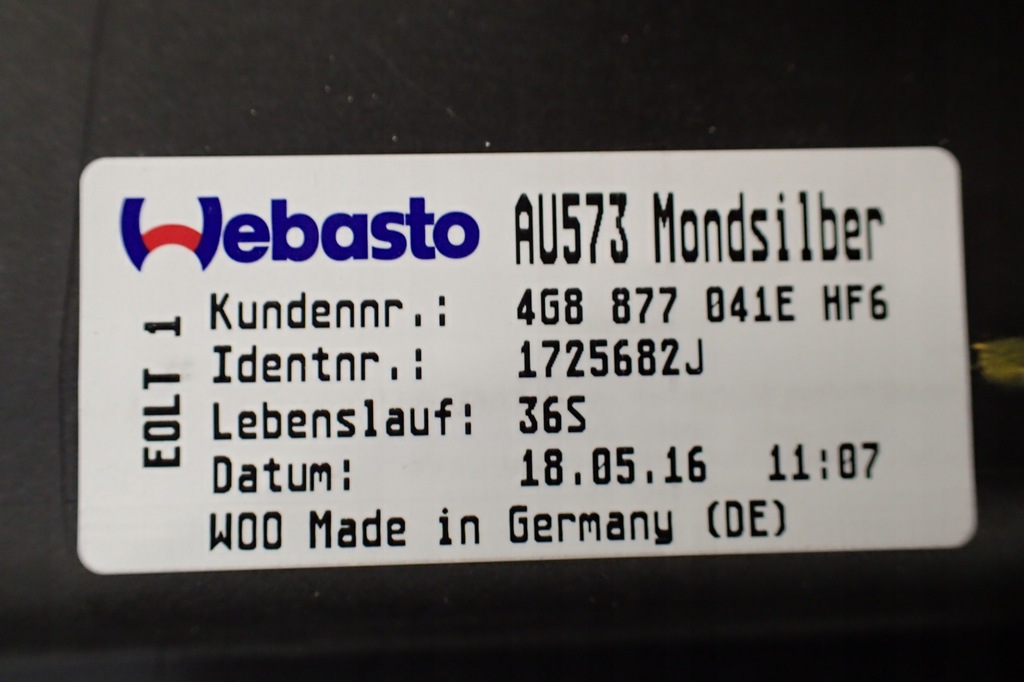 Webasto AU573 Mondsilber
EOLT 1
Kundennr.: 4G8 877 041E HF6
Identnr.: 1725682J
Lebenslauf: 36S
Datum: 18.05.16 11:07
WOO Made in Germany (DE)